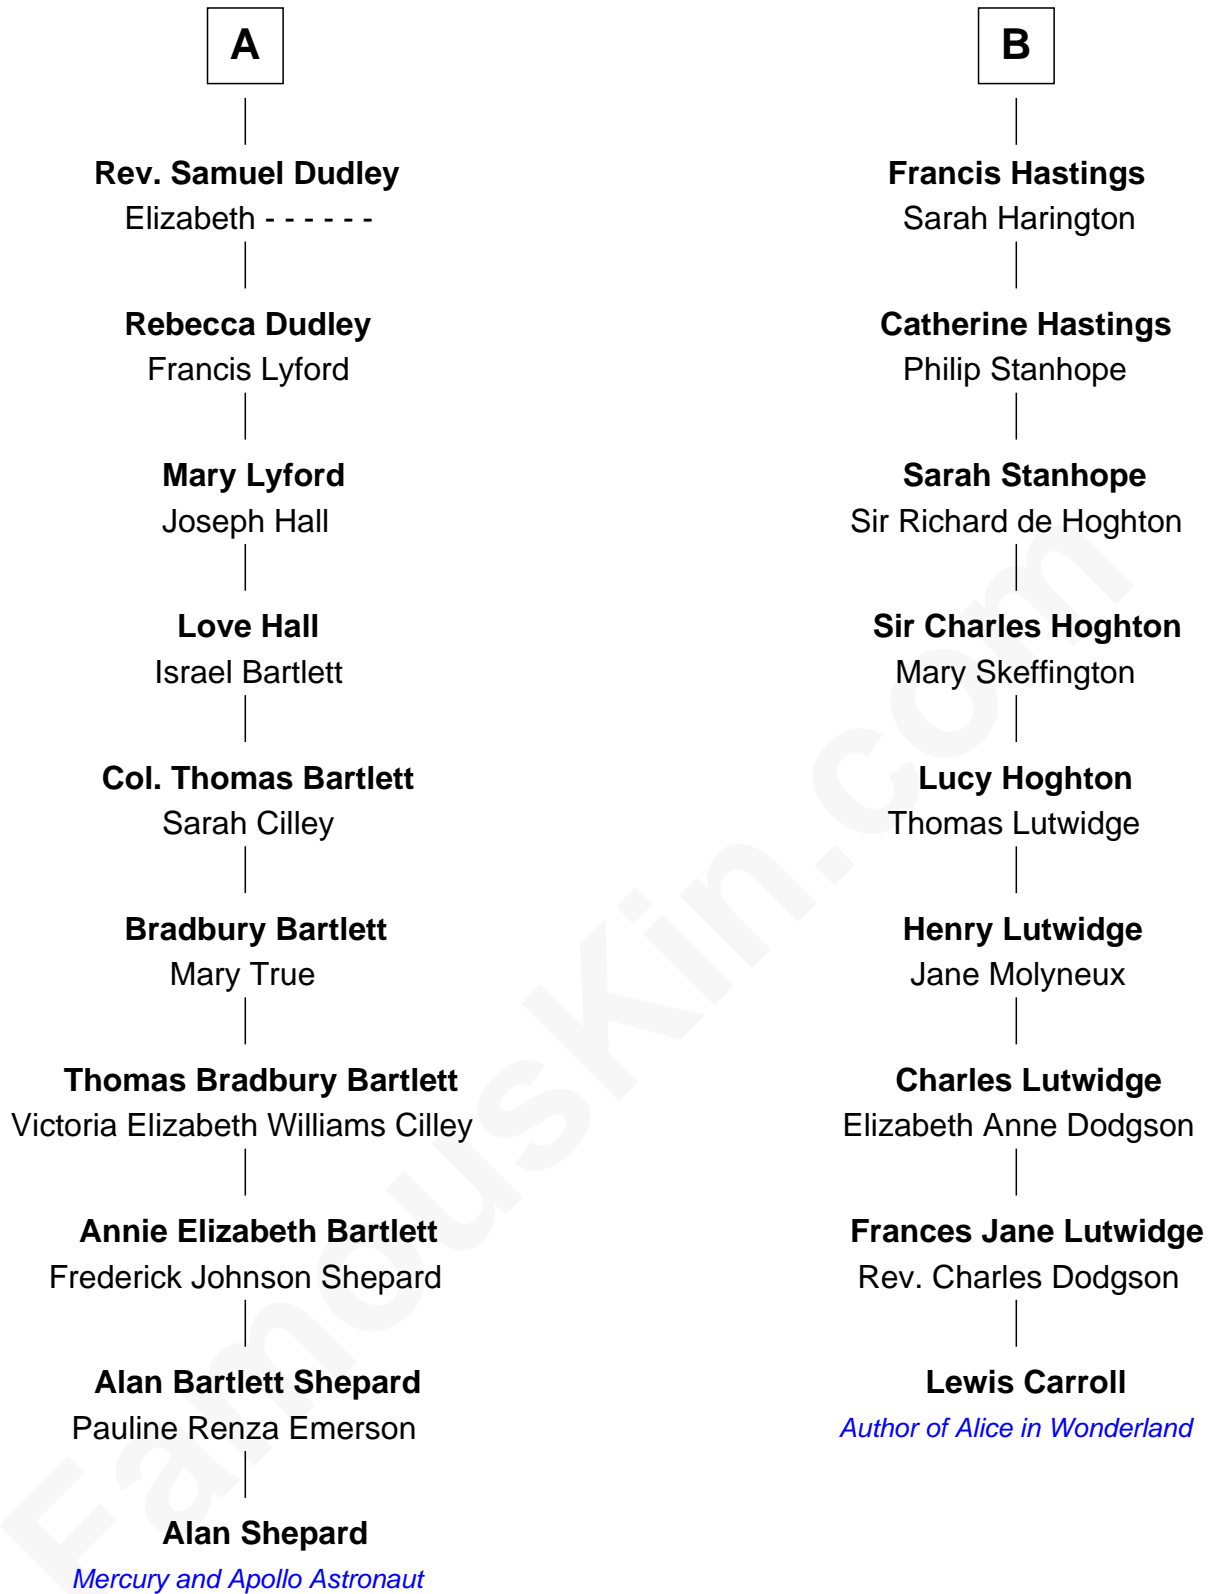 A
Rev. Samuel Dudley
Elizabeth - - - - - -
Rebecca Dudley
Francis Lyford
Mary Lyford
Joseph Hall
Love Hall
Israel Bartlett
Col. Thomas Bartlett
Sarah Cilley
Bradbury Bartlett
Mary True
Thomas Bradbury Bartlett
Victoria Elizabeth Williams Cilley
Annie Elizabeth Bartlett
Frederick Johnson Shepard
Alan Bartlett Shepard
Pauline Renza Emerson
Alan Shepard
Mercury and Apollo Astronaut
B
Francis Hastings
Sarah Harington
Catherine Hastings
Philip Stanhope
Sarah Stanhope
Sir Richard de Hoghton
Sir Charles Hoghton
Mary Skeffington
Lucy Hoghton
Thomas Lutwidge
Henry Lutwidge
Jane Molyneux
Charles Lutwidge
Elizabeth Anne Dodgson
Frances Jane Lutwidge
Rev. Charles Dodgson
Lewis Carroll
Author of Alice in Wonderland
FamousKin.com